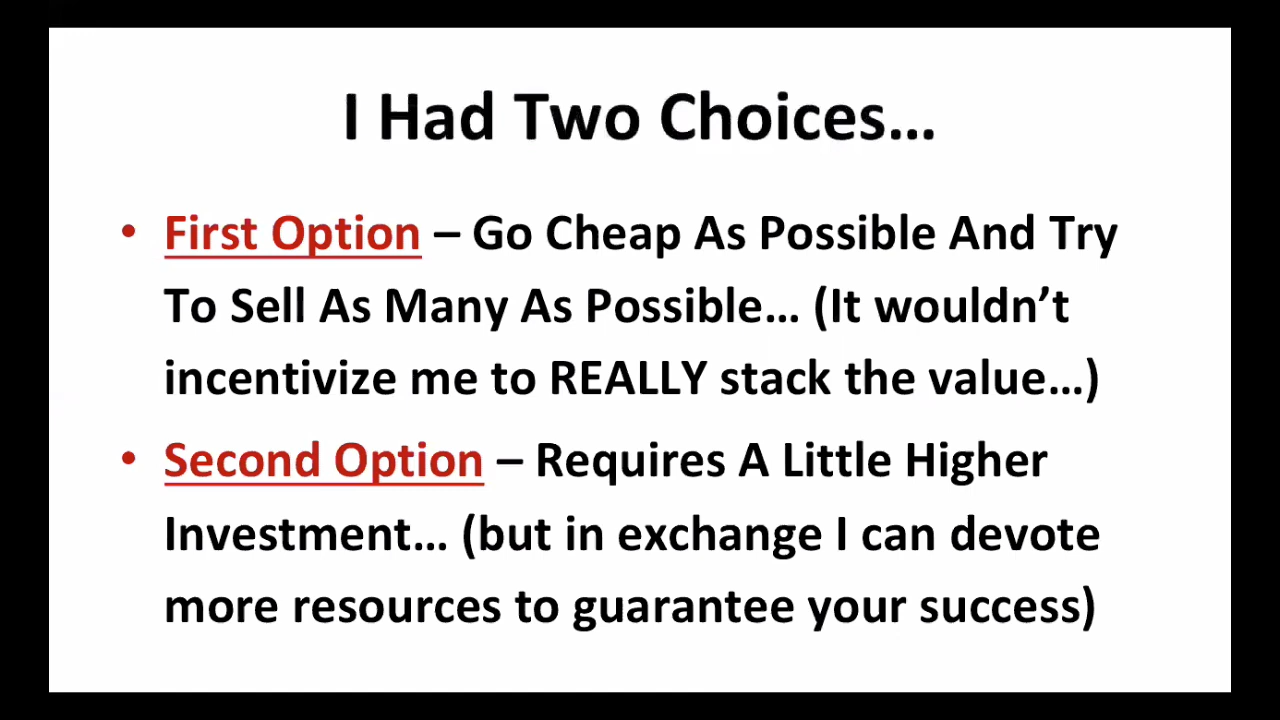 I Had Two Choices…
• First Option – Go Cheap As Possible And Try
To Sell As Many As Possible… (It wouldn’t
incentivize me to REALLY stack the value…)
• Second Option – Requires A Little Higher
Investment… (but in exchange I can devote
more resources to guarantee your success)